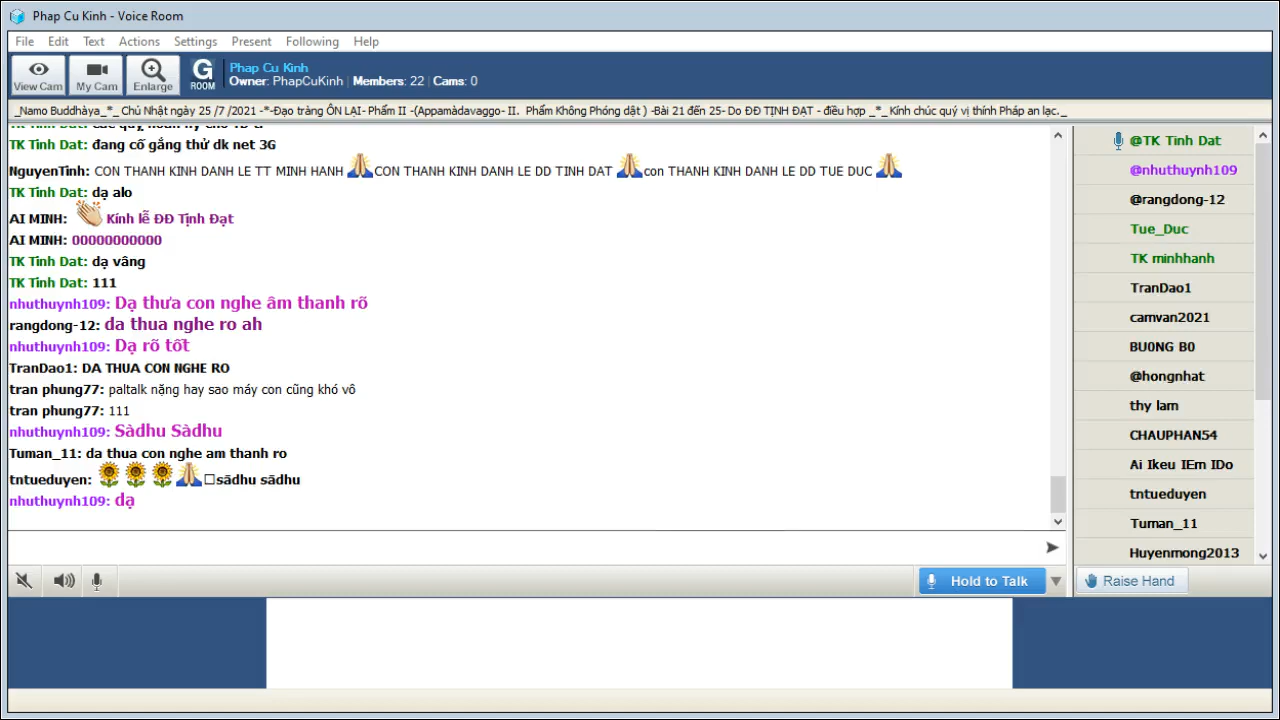 Phap Cu Kinh - Voice Room
File Edit Text Actions Settings Present Following Help
View Cam My Cam Enlarge G ROOM
Phap Cu Kinh
Owner: PhapCuKinh | Members: 22 | Cams: 0
_Namo Buddhàya_*_ Chủ Nhật ngày 25 /7 /2021 -*-Đạo tràng ÔN LẠI- Phẩm II -(Appamàdavaggo- II. Phẩm Không Phóng dật ) -Bài 21 đến 25- Do ĐĐ TỊNH ĐẠT - điều hợp _*_Kính chúc quý vị thính Pháp an lạc._
TK Tinh Dat: đang cố gắng thử dk net 3G
NguyenTinh: CON THANH KINH DANH LE TT MINH HANH CON THANH KINH DANH LE DD TINH DAT con THANH KINH DANH LE DD TUE DUC
TK Tinh Dat: dạ alo
AI MINH: Kính lễ ĐĐ Tịnh Đạt
AI MINH: 00000000000
TK Tinh Dat: dạ vâng
TK Tinh Dat: 111
nhuthuynh109: Dạ thưa con nghe âm thanh rõ
rangdong-12: da thua nghe ro ah
nhuthuynh109: Dạ rõ tốt
TranDao1: DA THUA CON NGHE RO
tran phung77: paltalk nặng hay sao máy con cũng khó vô
tran phung77: 111
nhuthuynh109: Sàdhu Sàdhu
Tuman_11: da thua con nghe am thanh ro
tntueduyen: sādhu sādhu
nhuthuynh109: dạ
@TK Tinh Dat
@nhuthuynh109
@rangdong-12
Tue_Duc
TK minhhanh
TranDao1
camvan2021
BU0NG B0
@hongnhat
thy lam
CHAUPHAN54
Ai Ikeu IEm IDo
tntueduyen
Tuman_11
Huyenmong2013
Hold to Talk
Raise Hand